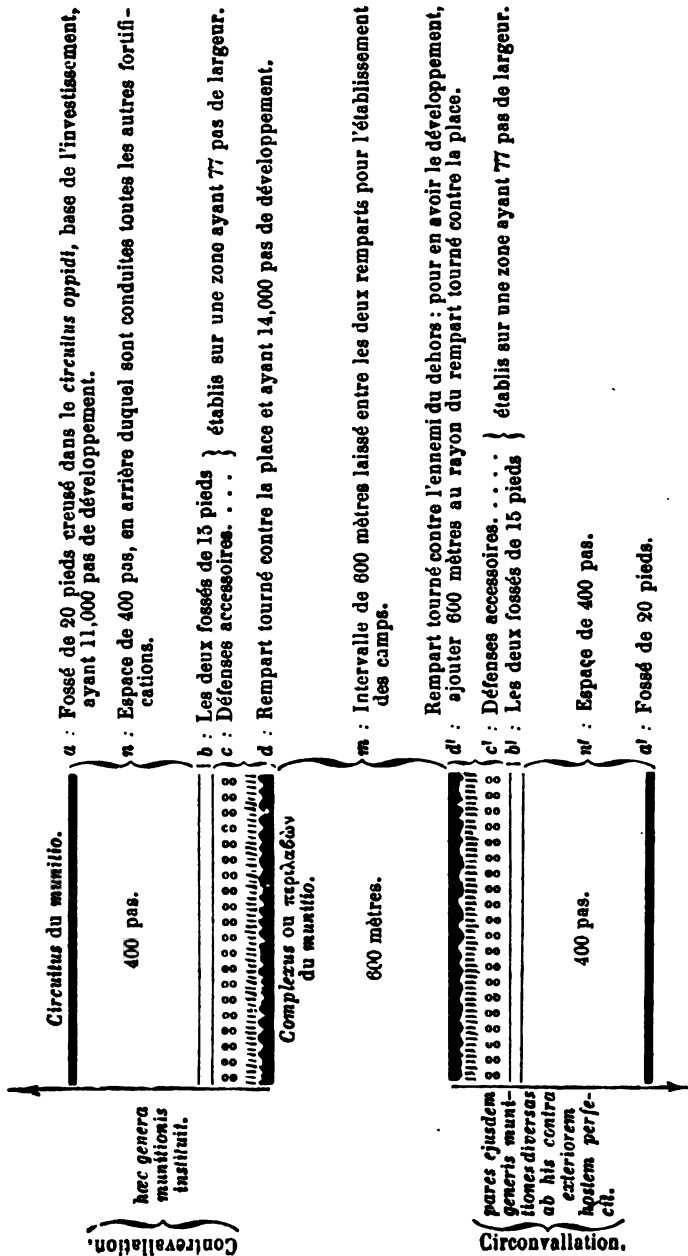 Contrevallation.
hæc genera
munitionis
instituit.
Circuitus du munitio.
400 pas.
a : Fossé de 20 pieds creusé dans le circuitus oppidi, base de l'investissement,
ayant 11,000 pas de développement.
n : Espace de 400 pas, en arrière duquel sont conduites toutes les autres fortifi-
cations.
b : Les deux fossés de 15 pieds
c : Défenses accessoires. . . .
établis sur une zone ayant 77 pas de largeur.
d : Rempart tourné contre la place et ayant 14,000 pas de développement.
Complexus ou περιλαϐὼν
du munitio.
600 mètres.
m : Intervalle de 600 mètres laissé entre les deux remparts pour l'établissement
des camps.
Circonvallation.
pares ejusdem
generis muni-
tiones diversas
ab his contra
exteriorem
hostem perfe-
cit.
d' : Rempart tourné contre l'ennemi du dehors : pour en avoir le développement,
ajouter 600 mètres au rayon du rempart tourné contre la place.
c' : Défenses accessoires. . . . .
b' : Les deux fossés de 15 pieds
établis sur une zone ayant 77 pas de largeur.
400 pas.
n' : Espace de 400 pas.
a' : Fossé de 20 pieds.